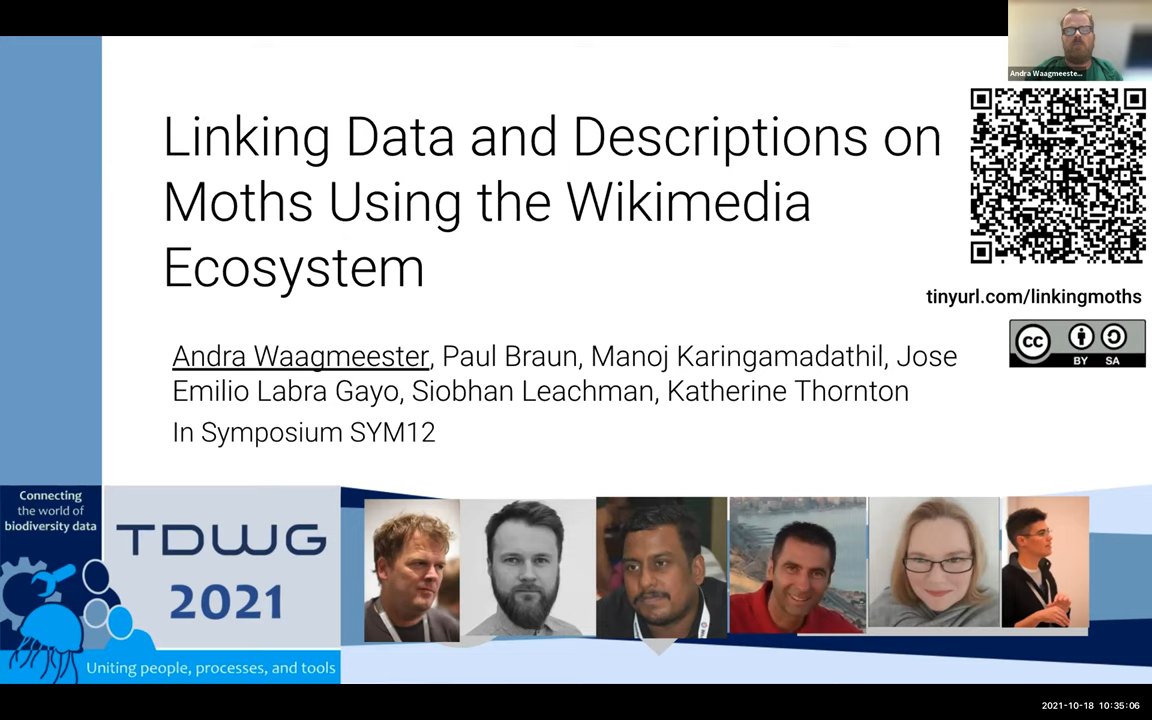 Andra Waagmeeste...
Linking Data and Descriptions on
Moths Using the Wikimedia
Ecosystem
tinyurl.com/linkingmoths
cc
BY SA
Andra Waagmeester, Paul Braun, Manoj Karingamadathil, Jose
Emilio Labra Gayo, Siobhan Leachman, Katherine Thornton
In Symposium SYM12
Connecting
the world of
biodiversity data
TDWG
2021
Uniting people, processes, and tools
2021-10-18 10:35:06